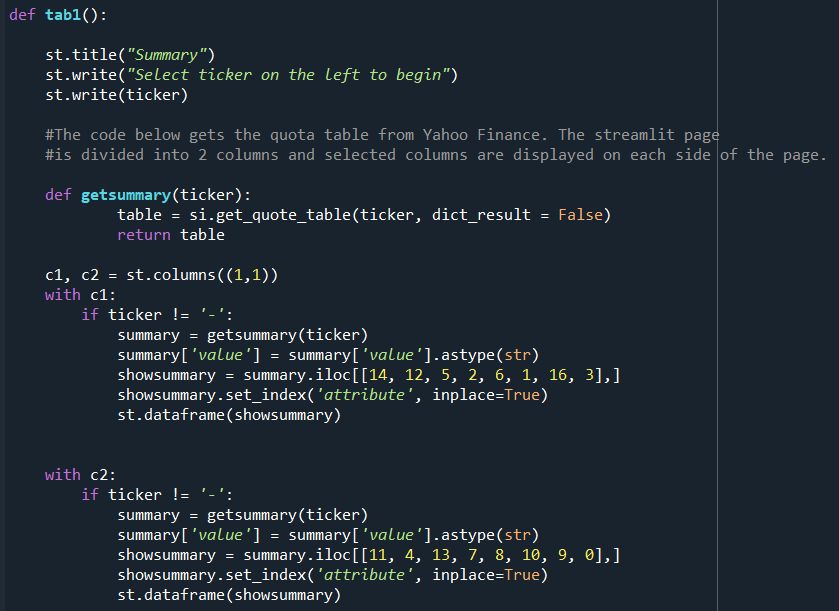 def tab1():
    st.title("Summary")
    st.write("Select ticker on the left to begin")
    st.write(ticker)
    #The code below gets the quota table from Yahoo Finance. The streamlit page
    #is divided into 2 columns and selected columns are displayed on each side of the page.
    def getsummary(ticker):
            table = si.get_quote_table(ticker, dict_result = False)
            return table
    c1, c2 = st.columns((1,1))
    with c1:
        if ticker != '-':
            summary = getsummary(ticker)
            summary['value'] = summary['value'].astype(str)
            showsummary = summary.iloc[[14, 12, 5, 2, 6, 1, 16, 3],]
            showsummary.set_index('attribute', inplace=True)
            st.dataframe(showsummary)
    with c2:
        if ticker != '-':
            summary = getsummary(ticker)
            summary['value'] = summary['value'].astype(str)
            showsummary = summary.iloc[[11, 4, 13, 7, 8, 10, 9, 0],]
            showsummary.set_index('attribute', inplace=True)
            st.dataframe(showsummary)